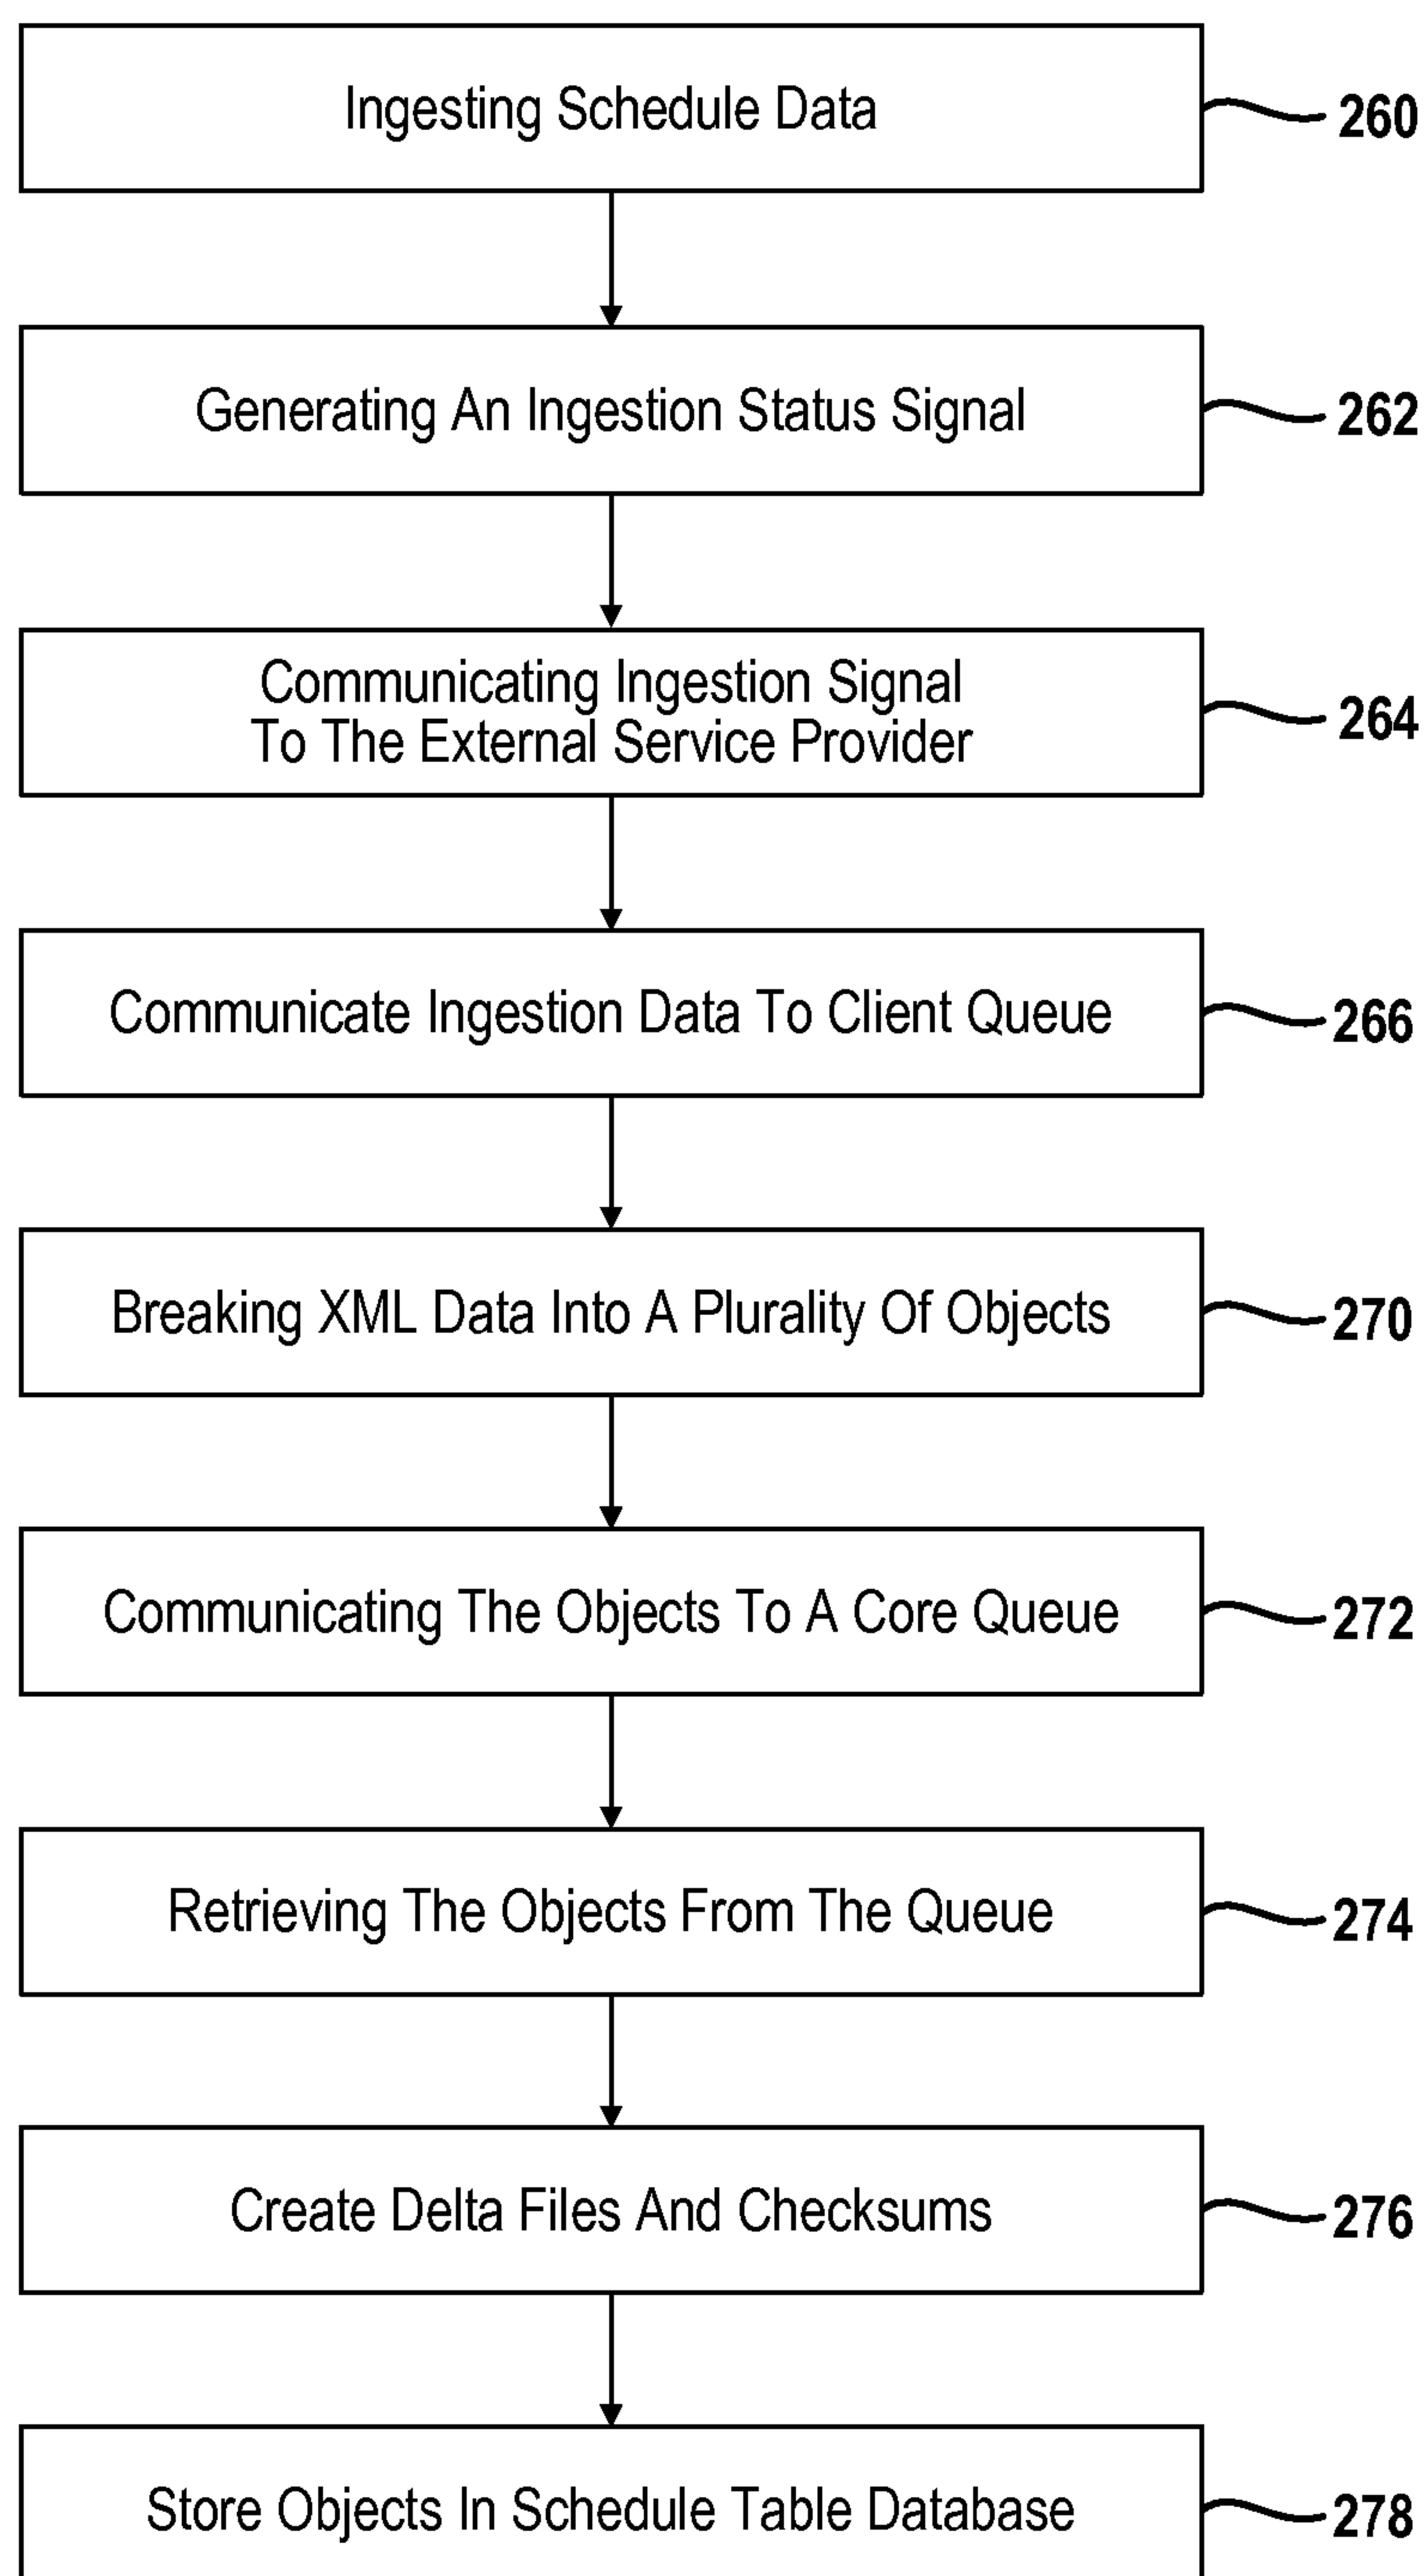 Ingesting Schedule Data
260
Generating An Ingestion Status Signal
262
Communicating Ingestion Signal
To The External Service Provider
264
Communicate Ingestion Data To Client Queue
266
Breaking XML Data Into A Plurality Of Objects
270
Communicating The Objects To A Core Queue
272
Retrieving The Objects From The Queue
274
Create Delta Files And Checksums
276
Store Objects In Schedule Table Database
278